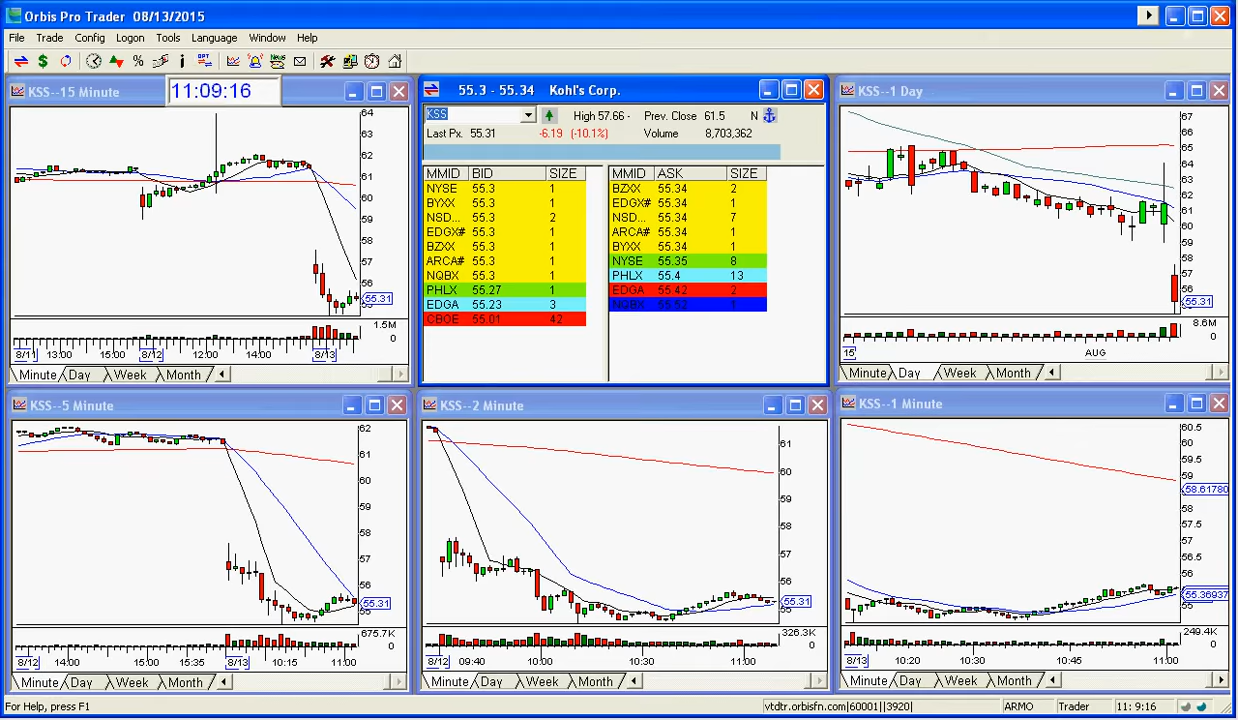 Orbis Pro Trader 08/13/2015
File Trade Config Logon Tools Language Window Help
KSS--15 Minute
11:09:16
64
63
62
61
60
59
58
57
56
55.31
1.5M
0
8/11 13:00 15:00 8/12 12:00 14:00 8/13
Minute Day Week Month
55.3 - 55.34 Kohl's Corp.
KSS High 57.66 - Prev. Close 61.5 N
Last Px. 55.31 -6.19 (-10.1%) Volume 8,703,362
MMID BID SIZE MMID ASK SIZE
NYSE 55.3 1 BZXX 55.34 2
BYXX 55.3 1 EDGX# 55.34 1
NSD... 55.3 2 NSD... 55.34 7
EDGX# 55.3 1 ARCA# 55.34 1
BZXX 55.3 1 BYXX 55.34 1
ARCA# 55.3 1 NYSE 55.35 8
NQBX 55.3 1 PHLX 55.4 13
PHLX 55.27 1 EDGA 55.42 2
EDGA 55.23 3 NQBX 55.52 1
CBOE 55.01 42
KSS--1 Day
67
66
65
64
63
62
61
60
59
58
57
56
55.31
8.6M
0
15 AUG
Minute Day Week Month
KSS--5 Minute
62
61
60
59
58
57
56
55.31
675.7K
0
8/12 14:00 15:00 15:35 8/13 10:15 11:00
Minute Day Week Month
KSS--2 Minute
61
60
59
58
57
56
55.31
55
326.3K
0
8/12 09:40 10:00 10:30 11:00
Minute Day Week Month
KSS--1 Minute
60.5
60
59.5
59
58.61780
58
57.5
57
56.5
56
55.36937
55
249.4K
0
8/13 10:20 10:30 10:45 11:00
Minute Day Week Month
For Help, press F1 vtdtr.orbisfn.com|60001||3920| ARMO Trader 11: 9:16